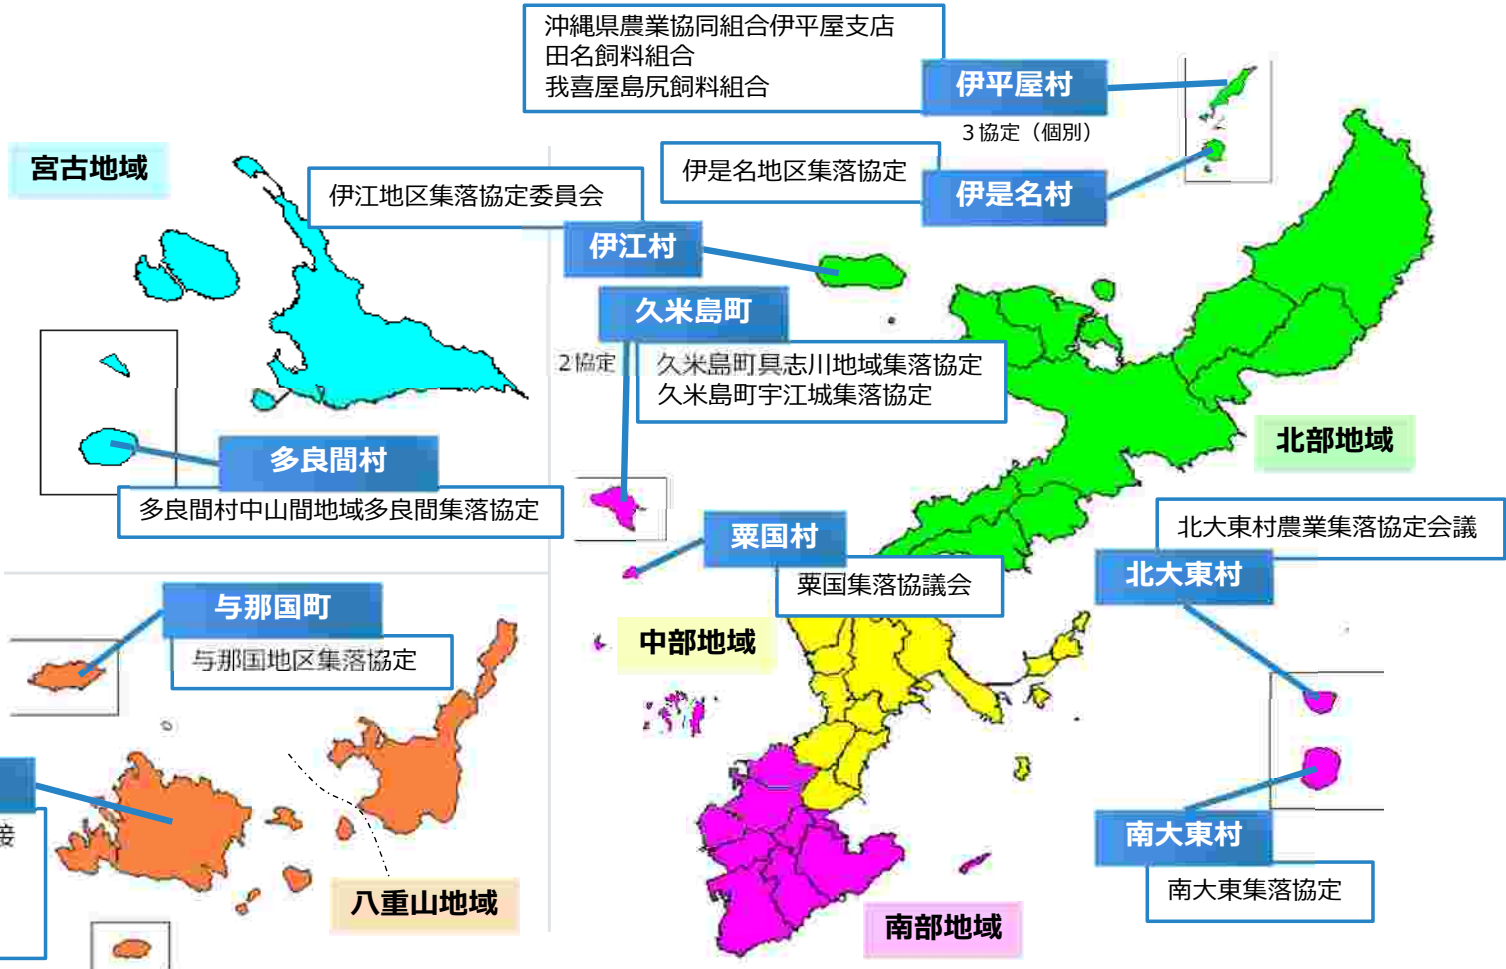 沖縄県農業協同組合伊平屋支店
田名飼料組合
我喜屋島尻飼料組合
伊平屋村
3協定（個別）
宮古地域
伊是名地区集落協定
伊是名村
伊江地区集落協定委員会
伊江村
久米島町
2協定
久米島町具志川地域集落協定
久米島町宇江城集落協定
北部地域
多良間村
多良間村中山間地域多良間集落協定
粟国村
粟国集落協議会
北大東村農業集落協定会議
北大東村
与那国町
与那国地区集落協定
中部地域
接
南大東村
南大東集落協定
八重山地域
南部地域